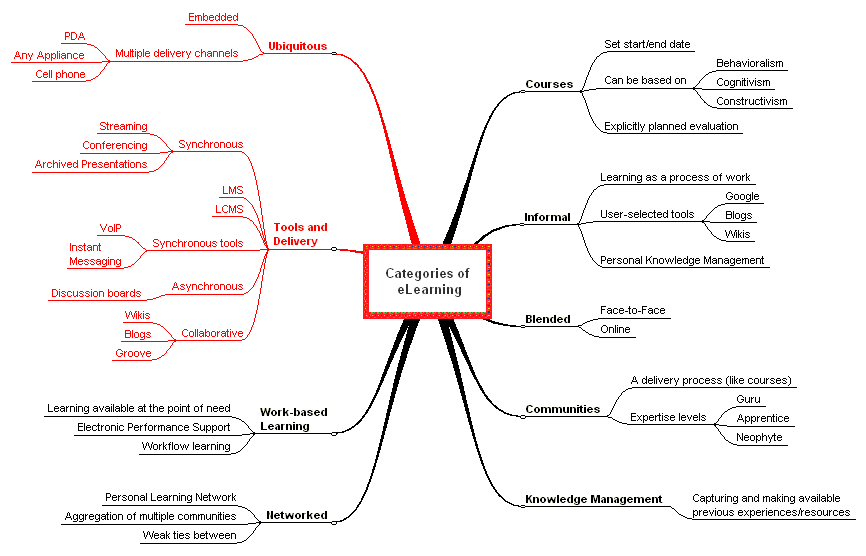 Categories of
eLearning
Ubiquitous
Embedded
Multiple delivery channels
PDA
Any Appliance
Cell phone
Tools and
Delivery
Synchronous
Streaming
Conferencing
Archived Presentations
LMS
LCMS
Synchronous tools
VoIP
Instant
Messaging
Asynchronous
Discussion boards
Collaborative
Wikis
Blogs
Groove
Work-based
Learning
Learning available at the point of need
Electronic Performance Support
Workflow learning
Networked
Personal Learning Network
Aggregation of multiple communities
Weak ties between
Courses
Set start/end date
Can be based on
Behavioralism
Cognitivism
Constructivism
Explicitly planned evaluation
Informal
Learning as a process of work
User-selected tools
Google
Blogs
Wikis
Personal Knowledge Management
Blended
Face-to-Face
Online
Communities
A delivery process (like courses)
Expertise levels
Guru
Apprentice
Neophyte
Knowledge Management
Capturing and making available
previous experiences/resources